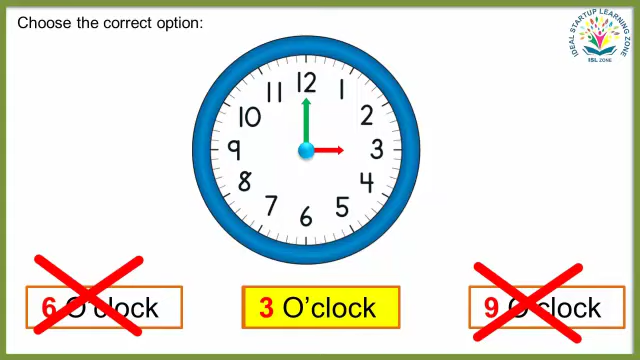 Choose the correct option:
IDEAL STARTUP LEARNING ZONE
ISL ZONE
12
11 1
10 2
9 3
8 4
7 5
6
6 O'clock
3 O’clock
9 O'clock